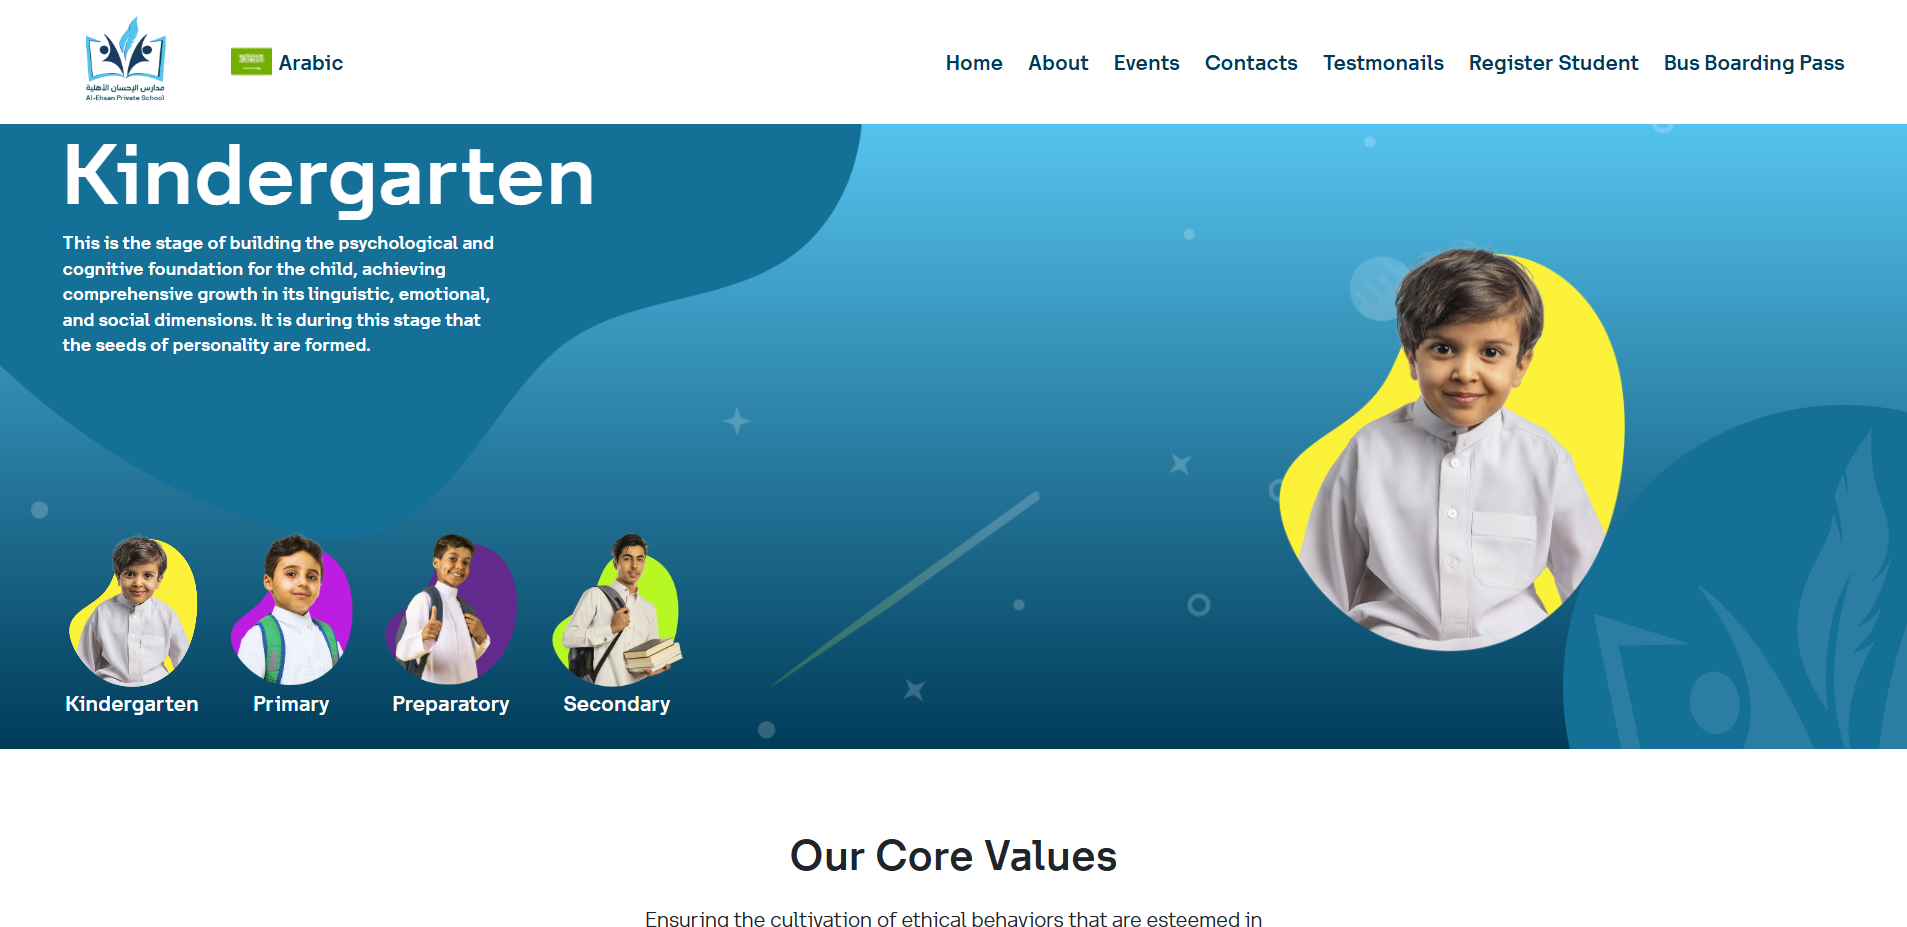 مدارس الإحسان الأهلية
Al-Ehsan Private School
Arabic
Home
About
Events
Contacts
Testmonails
Register Student
Bus Boarding Pass
Kindergarten
This is the stage of building the psychological and
cognitive foundation for the child, achieving
comprehensive growth in its linguistic, emotional,
and social dimensions. It is during this stage that
the seeds of personality are formed.
Kindergarten
Primary
Preparatory
Secondary
Our Core Values
Ensuring the cultivation of ethical behaviors that are esteemed in